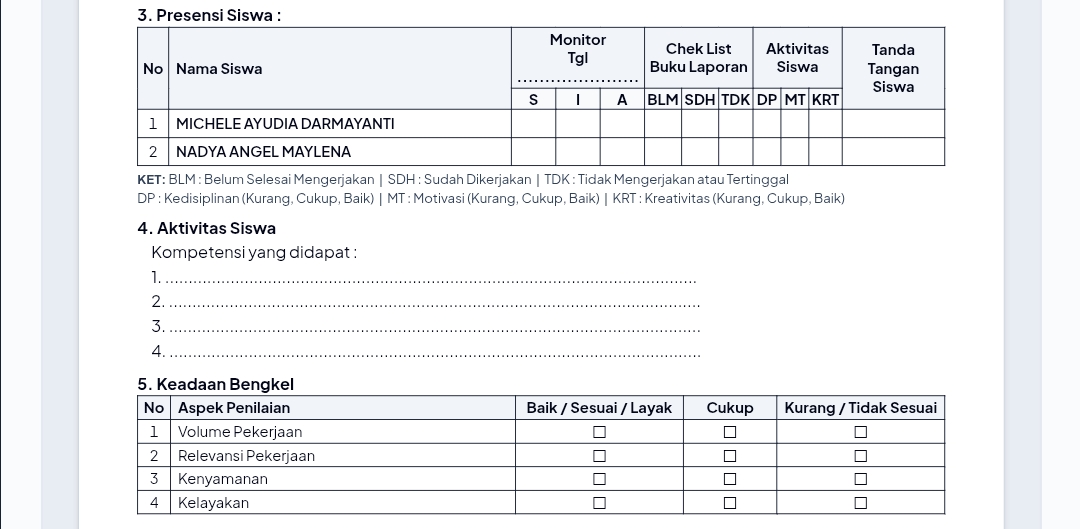 3. Presensi Siswa :
No Nama Siswa Monitor Tgl ...................... Chek List Buku Laporan Aktivitas Siswa Tanda Tangan Siswa
S I A BLM SDH TDK DP MT KRT
1 MICHELE AYUDIA DARMAYANTI
2 NADYA ANGEL MAYLENA
KET: BLM : Belum Selesai Mengerjakan | SDH : Sudah Dikerjakan | TDK : Tidak Mengerjakan atau Tertinggal
DP : Kedisiplinan (Kurang, Cukup, Baik) | MT : Motivasi (Kurang, Cukup, Baik) | KRT : Kreativitas (Kurang, Cukup, Baik)
4. Aktivitas Siswa
Kompetensi yang didapat :
1. ..................................................................................................................
2. ..................................................................................................................
3. ..................................................................................................................
4. ..................................................................................................................
5. Keadaan Bengkel
No Aspek Penilaian Baik / Sesuai / Layak Cukup Kurang / Tidak Sesuai
1 Volume Pekerjaan ☐ ☐ ☐
2 Relevansi Pekerjaan ☐ ☐ ☐
3 Kenyamanan ☐ ☐ ☐
4 Kelayakan ☐ ☐ ☐